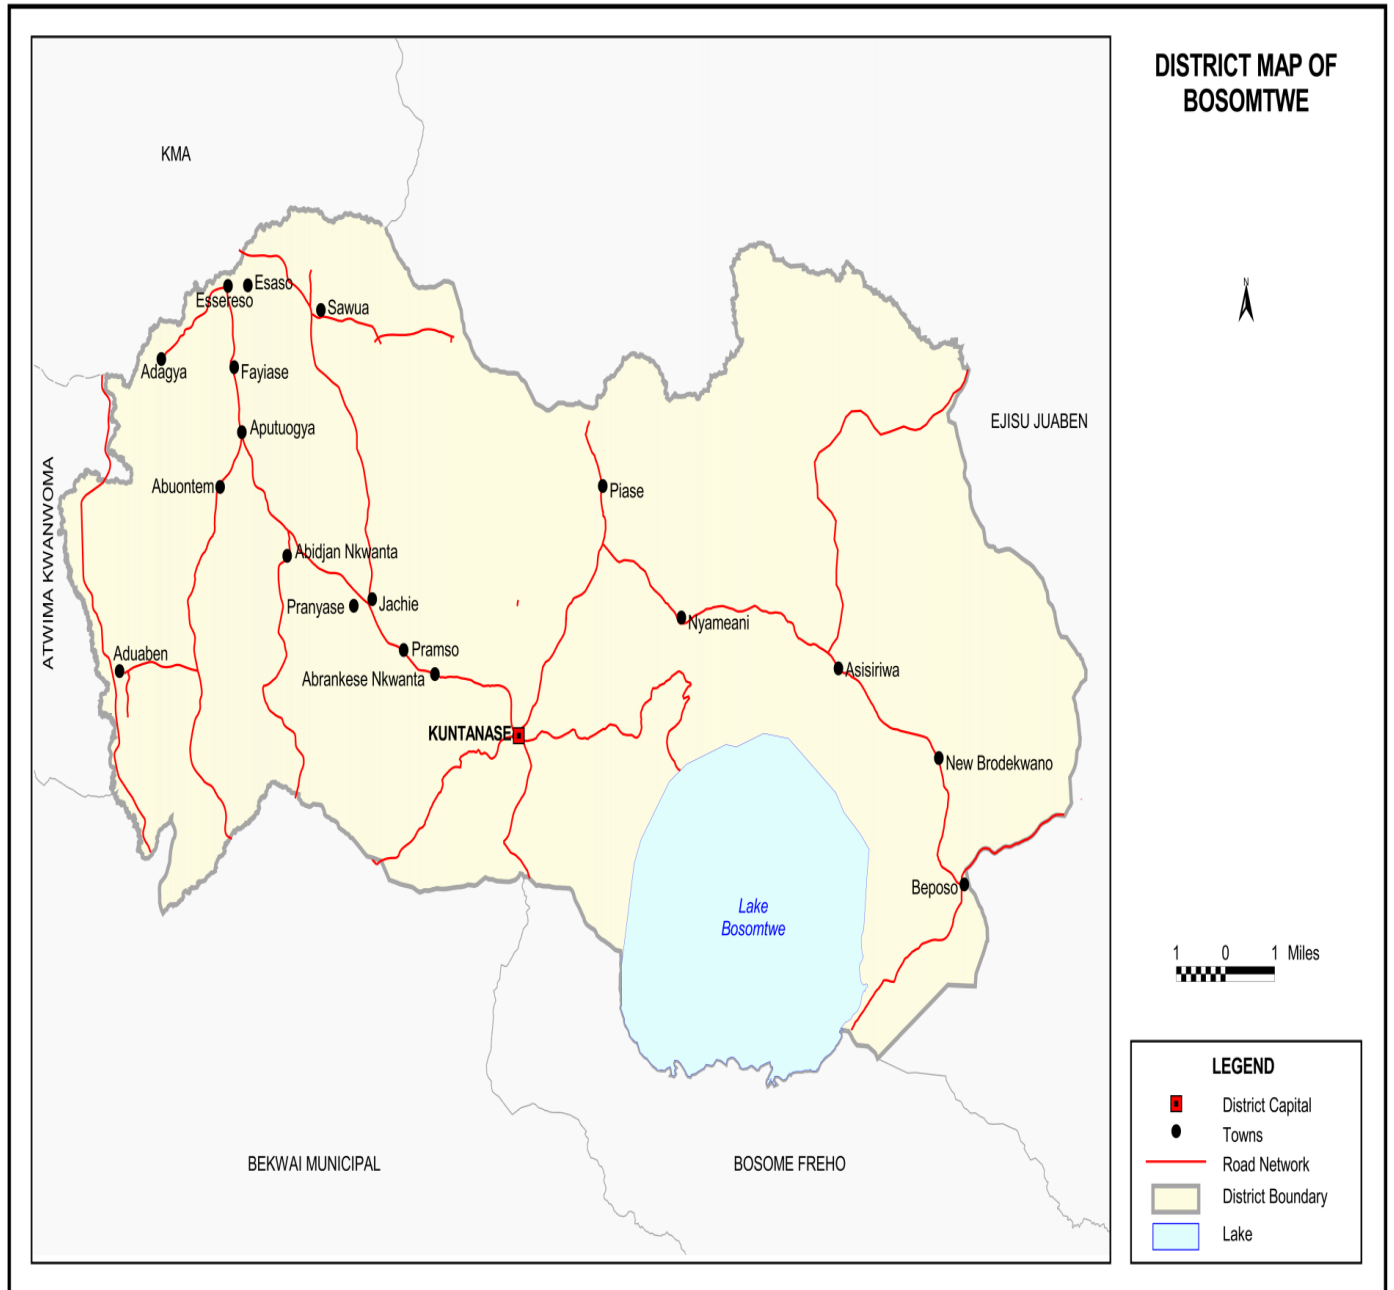 DISTRICT MAP OF
BOSOMTWE
KMA
N
Esaso
Essereso
Sawua
Adagya
Fayiase
EJISU JUABEN
Aputuogya
ATWIMA KVANWOMA
Abuontem
Piase
Abidjan Nkwanta
Pranyase
Jachie
Nyameani
Pramso
Aduaben
Asisiriwa
Abrankese Nkwanta
KUNTANASE
New Brodekwano
Beposo
Lake
Bosomtwe
1 0 1 Miles
LEGEND
District Capital
Towns
Road Network
District Boundary
Lake
BEKWAI MUNICIPAL
BOSOME FREHO